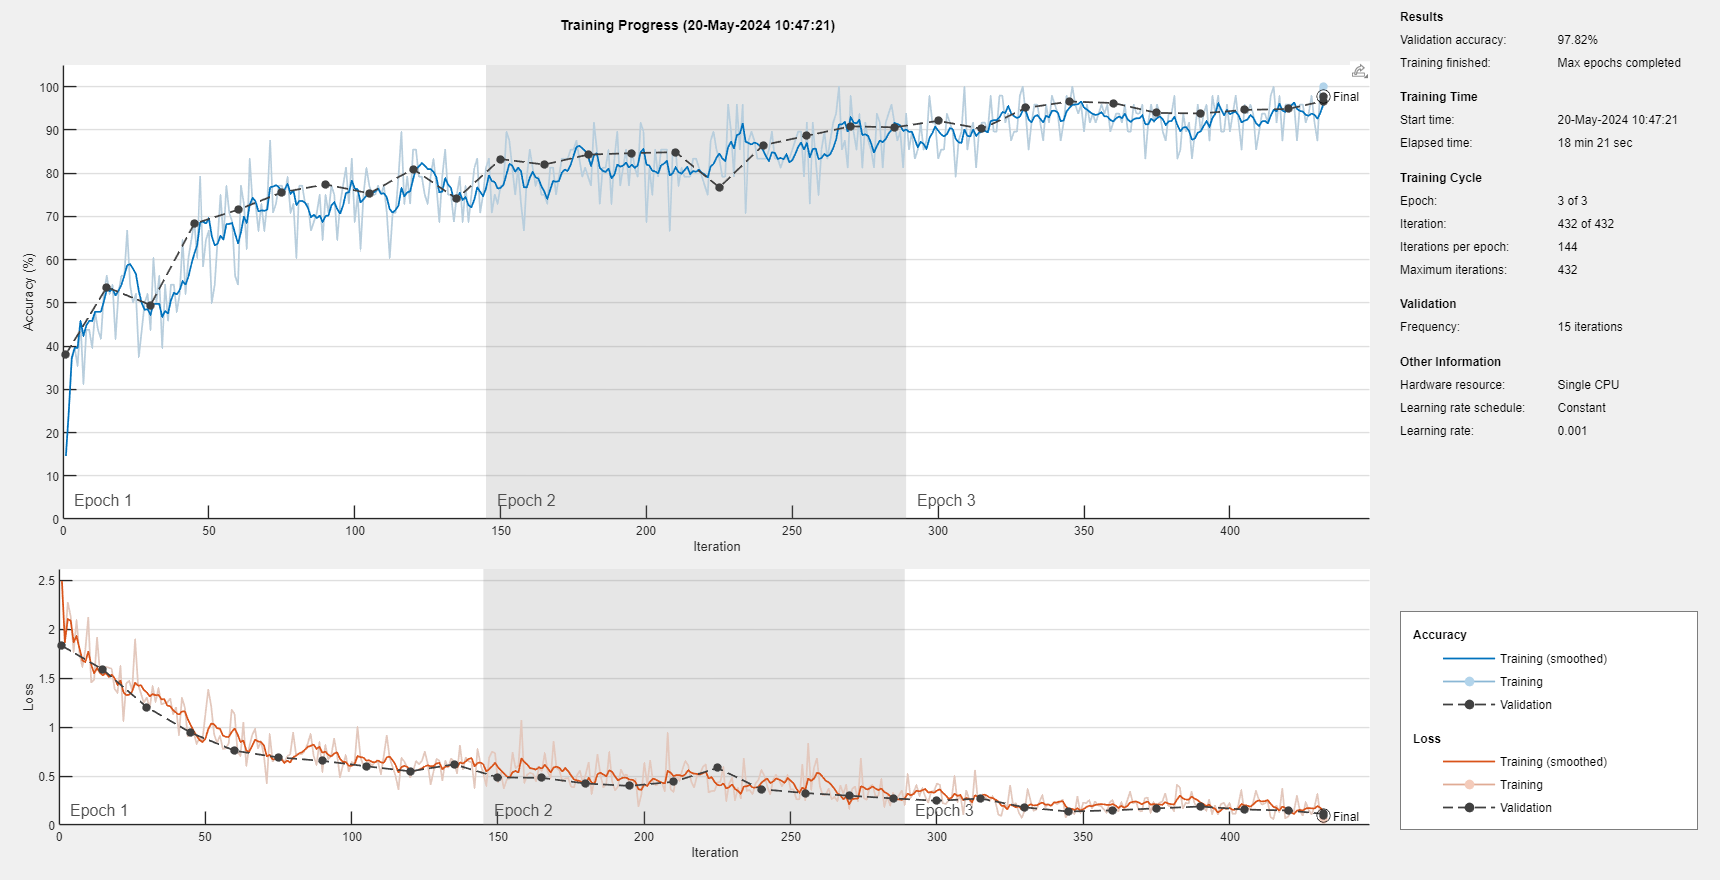 Training Progress (20-May-2024 10:47:21)
100
90
80
70
60
50
40
30
20
10
0
Accuracy (%)
Final
Epoch 1
Epoch 2
Epoch 3
0 50 100 150 200 250 300 350 400
Iteration
2.5
2
1.5
1
0.5
0
Loss
Final
Epoch 1
Epoch 2
Epoch 3
0 50 100 150 200 250 300 350 400
Iteration
Results
Validation accuracy: 97.82%
Training finished: Max epochs completed
Training Time
Start time: 20-May-2024 10:47:21
Elapsed time: 18 min 21 sec
Training Cycle
Epoch: 3 of 3
Iteration: 432 of 432
Iterations per epoch: 144
Maximum iterations: 432
Validation
Frequency: 15 iterations
Other Information
Hardware resource: Single CPU
Learning rate schedule: Constant
Learning rate: 0.001
Accuracy
Training (smoothed)
Training
Validation
Loss
Training (smoothed)
Training
Validation